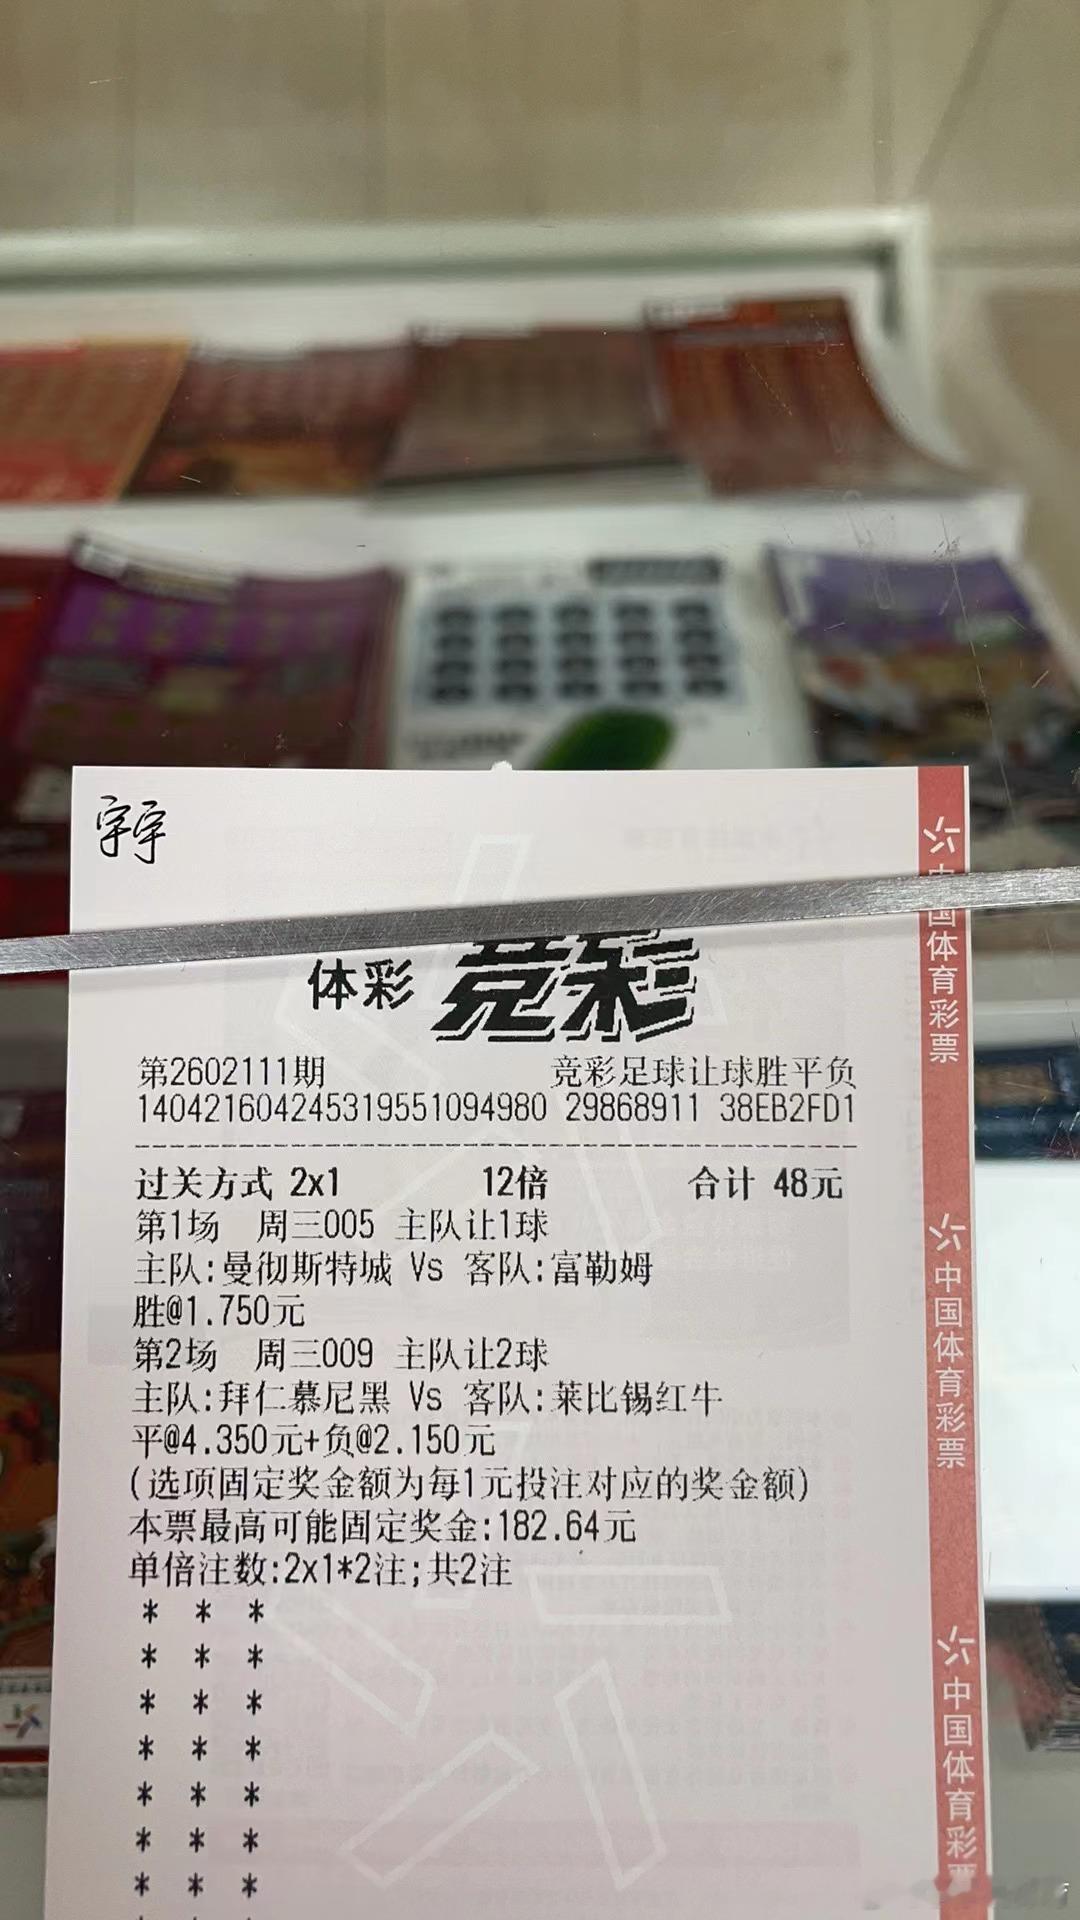 宇宇
体彩 竞彩
第2602111期 竞彩足球让球胜平负
140421604245319551094980 29868911 38EB2FD1
过关方式 2x1 12倍 合计 48元
第1场 周三005 主队让1球
主队:曼彻斯特城 Vs 客队:富勒姆
胜@1.750元
第2场 周三009 主队让2球
主队:拜仁慕尼黑 Vs 客队:莱比锡红牛
平@4.350元+负@2.150元
(选项固定奖金额为每1元投注对应的奖金额)
本票最高可能固定奖金:182.64元
单倍注数:2x1*2注;共2注
* * *
* * *
* * *
* * *
* * *
* * *
* * *
中国体育彩票
中国体育彩票
中国体育彩票